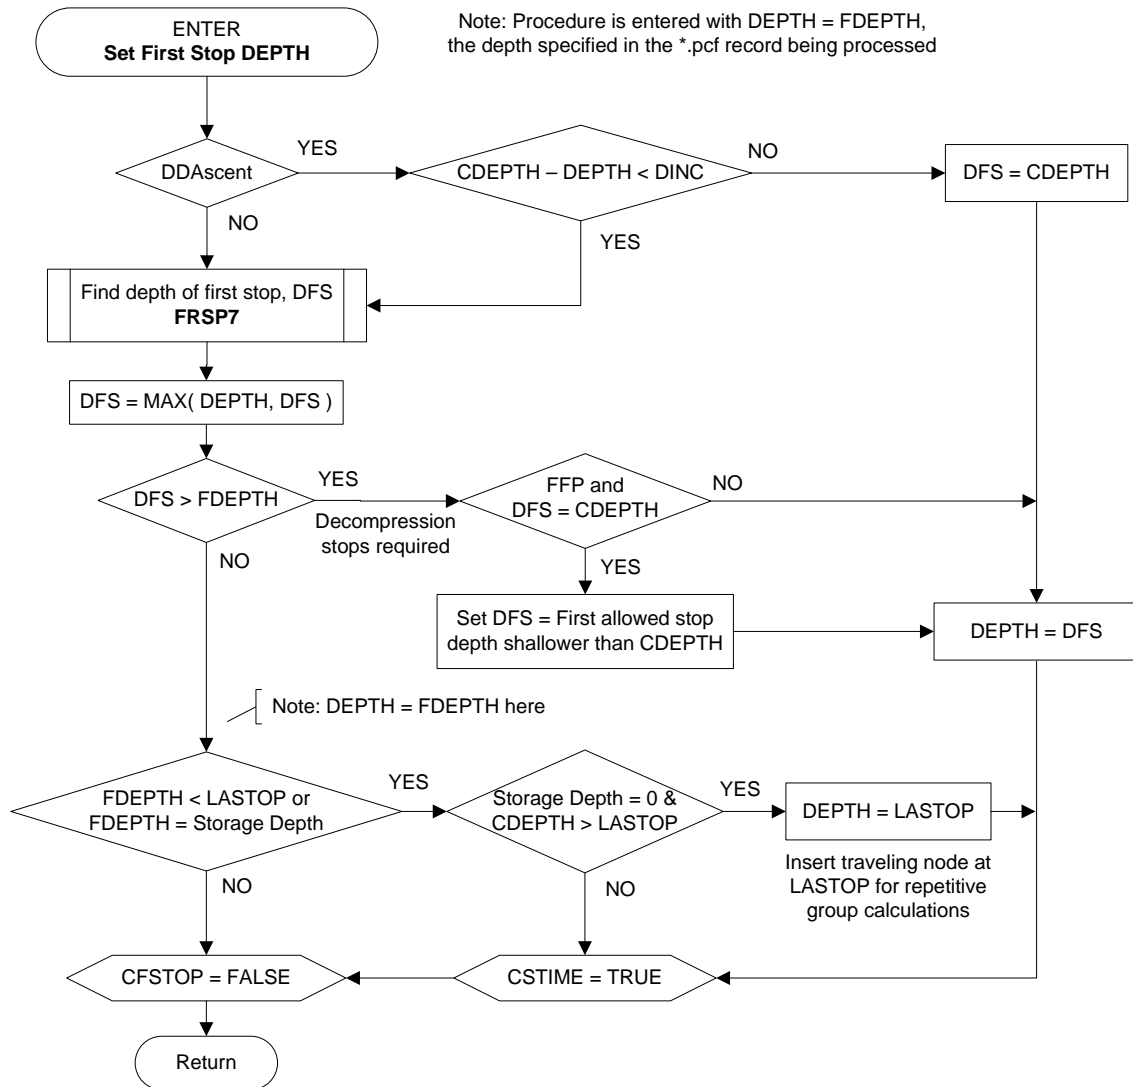 ENTER
Set First Stop DEPTH
Note: Procedure is entered with DEPTH = FDEPTH,
the depth specified in the *.pcf record being processed
DDAscent
YES
NO
CDEPTH – DEPTH < DINC
NO
YES
DFS = CDEPTH
Find depth of first stop, DFS
FRSP7
DFS = MAX( DEPTH, DFS )
DFS > FDEPTH
YES
Decompression
stops required
NO
FFP and
DFS = CDEPTH
NO
YES
Set DFS = First allowed stop
depth shallower than CDEPTH
DEPTH = DFS
Note: DEPTH = FDEPTH here
FDEPTH < LASTOP or
FDEPTH = Storage Depth
YES
NO
Storage Depth = 0 &
CDEPTH > LASTOP
YES
NO
DEPTH = LASTOP
Insert traveling node at
LASTOP for repetitive
group calculations
CFSTOP = FALSE
CSTIME = TRUE
Return